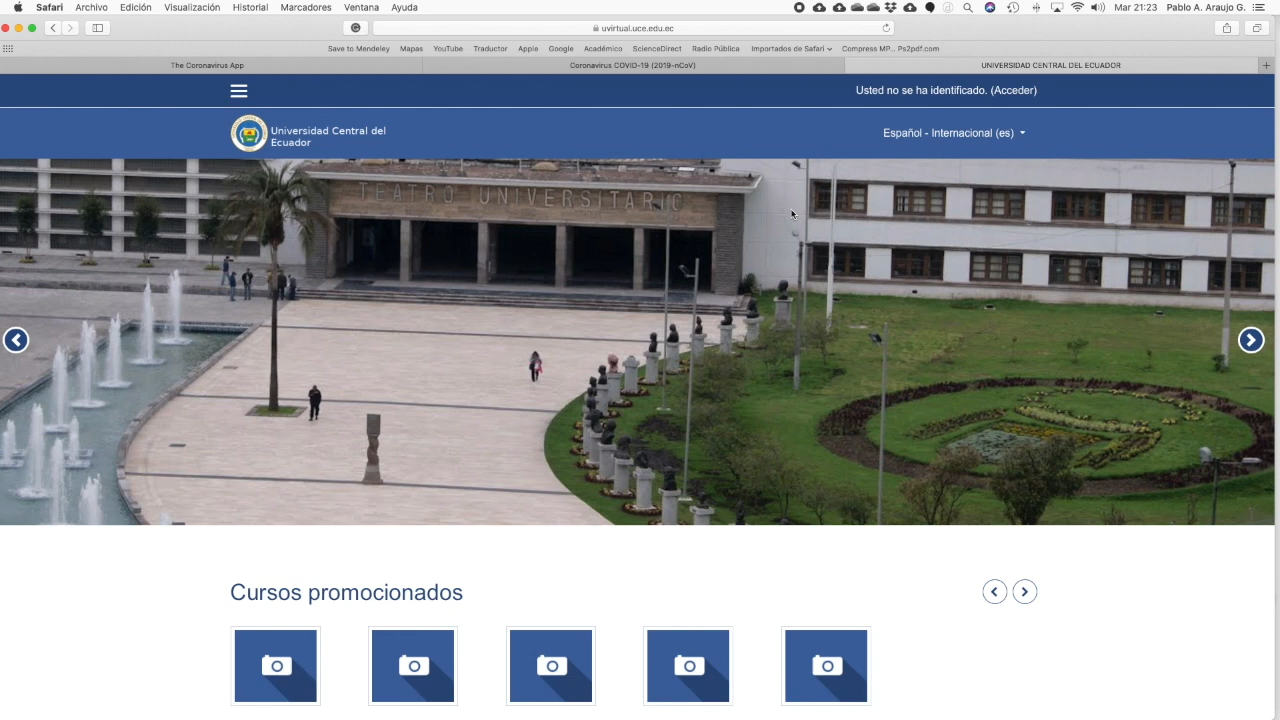 Safari Archivo Edición Visualización Historial Marcadores Ventana Ayuda Mar 21:23 Pablo A. Araujo G.
uvirtual.uce.edu.ec
Save to Mendeley Mapas YouTube Traductor Apple Google Académico ScienceDirect Radio Pública Importados de Safari Compress MP... Ps2pdf.com
The Coronavirus App Coronavirus COVID-19 (2019-nCoV) UNIVERSIDAD CENTRAL DEL ECUADOR
Usted no se ha identificado. (Acceder)
Universidad Central del
Ecuador
Español - Internacional (es)
TEATRO UNIVERSITARIO
Cursos promocionados